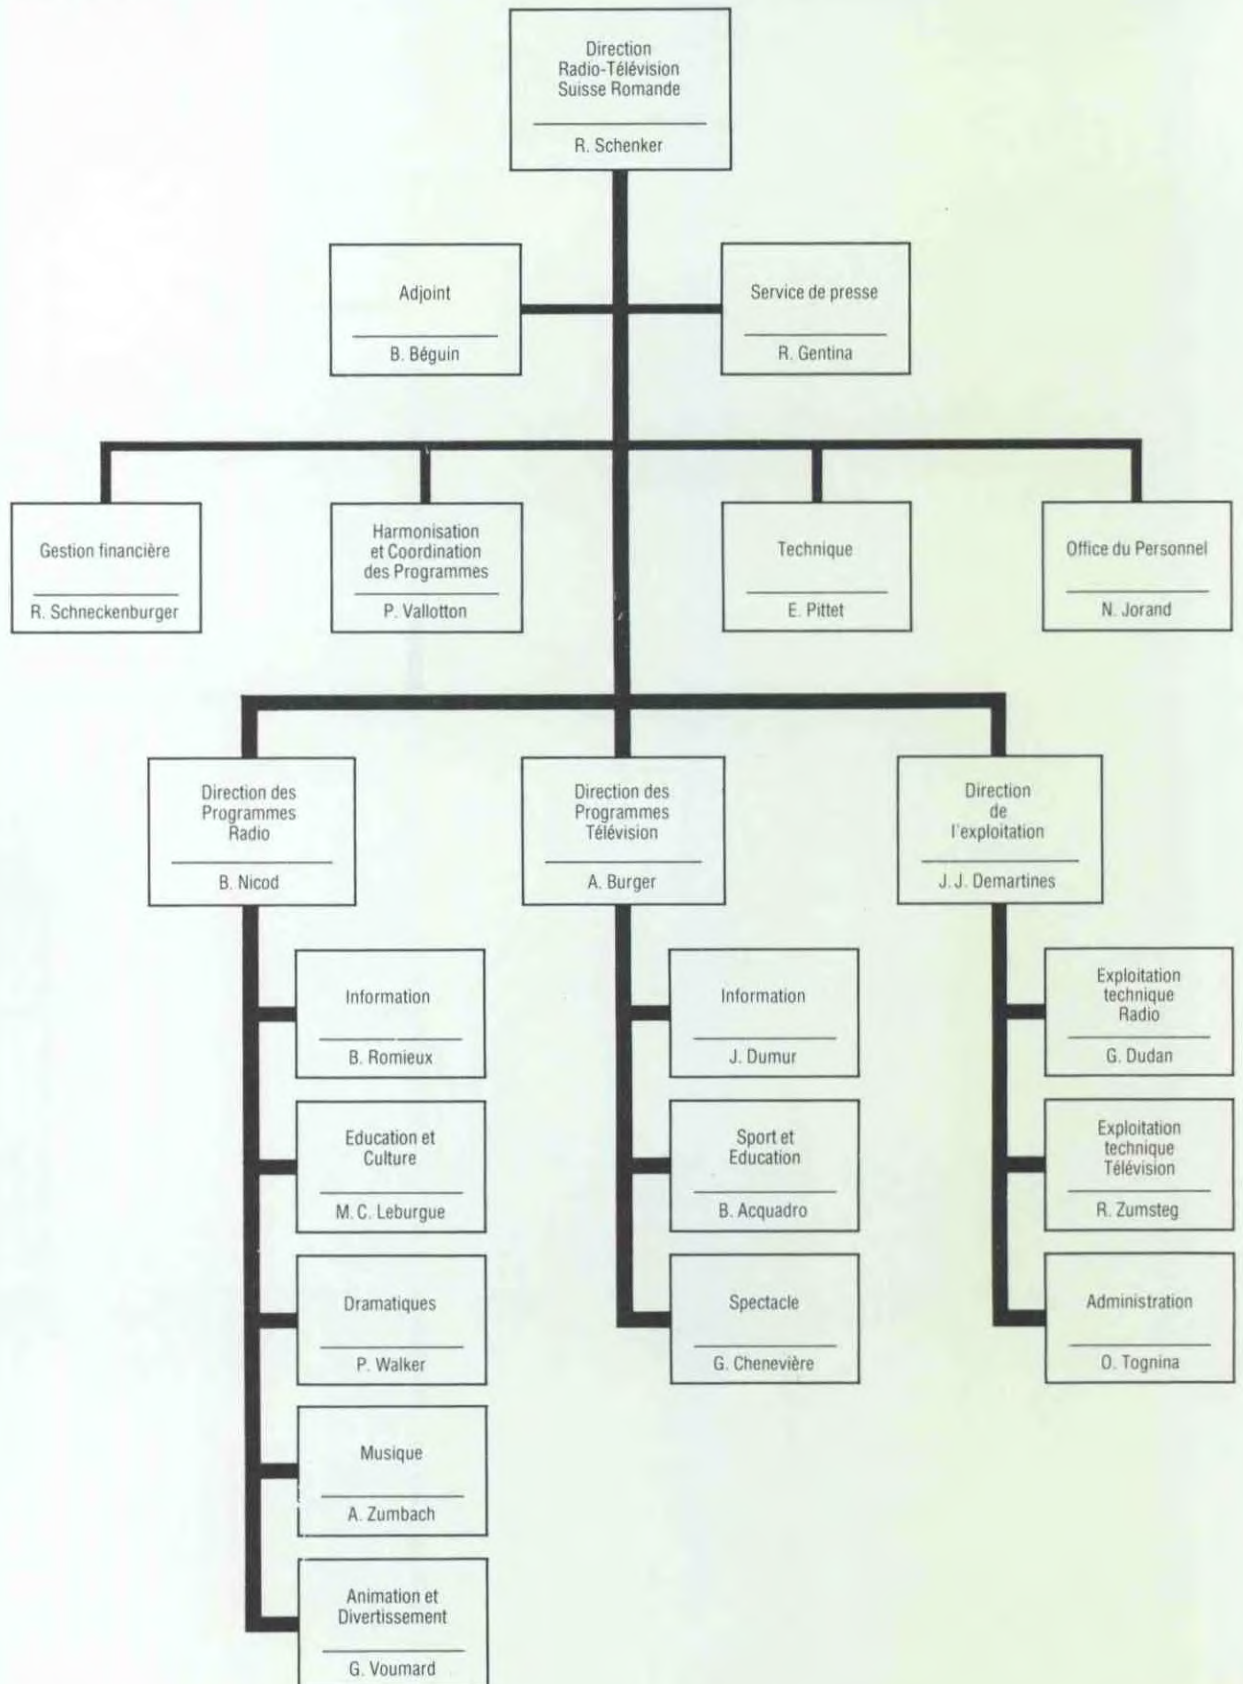 Direction
Radio-Télévision
Suisse Romande
R. Schenker
Adjoint
B. Béguin
Service de presse
R. Gentina
Gestion financière
R. Schneckenburger
Harmonisation
et Coordination
des Programmes
P. Vallotton
Technique
E. Pittet
Office du Personnel
N. Jorand
Direction des
Programmes
Radio
B. Nicod
Direction des
Programmes
Télévision
A. Burger
Direction
de
l'exploitation
J. J. Demartines
Information
B. Romieux
Education et
Culture
M. C. Leburgue
Dramatiques
P. Walker
Musique
A. Zumbach
Animation et
Divertissement
G. Voumard
Information
J. Dumur
Sport et
Education
B. Acquadro
Spectacle
G. Chenevière
Exploitation
technique
Radio
G. Dudan
Exploitation
technique
Télévision
R. Zumsteg
Administration
O. Tognina